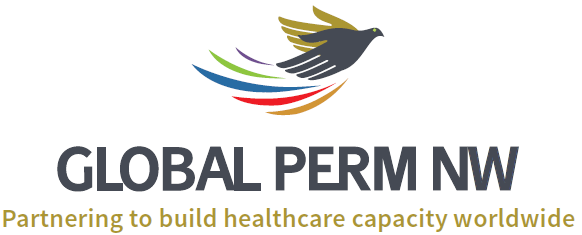 GLOBAL PERM NW
Partnering to build healthcare capacity worldwide